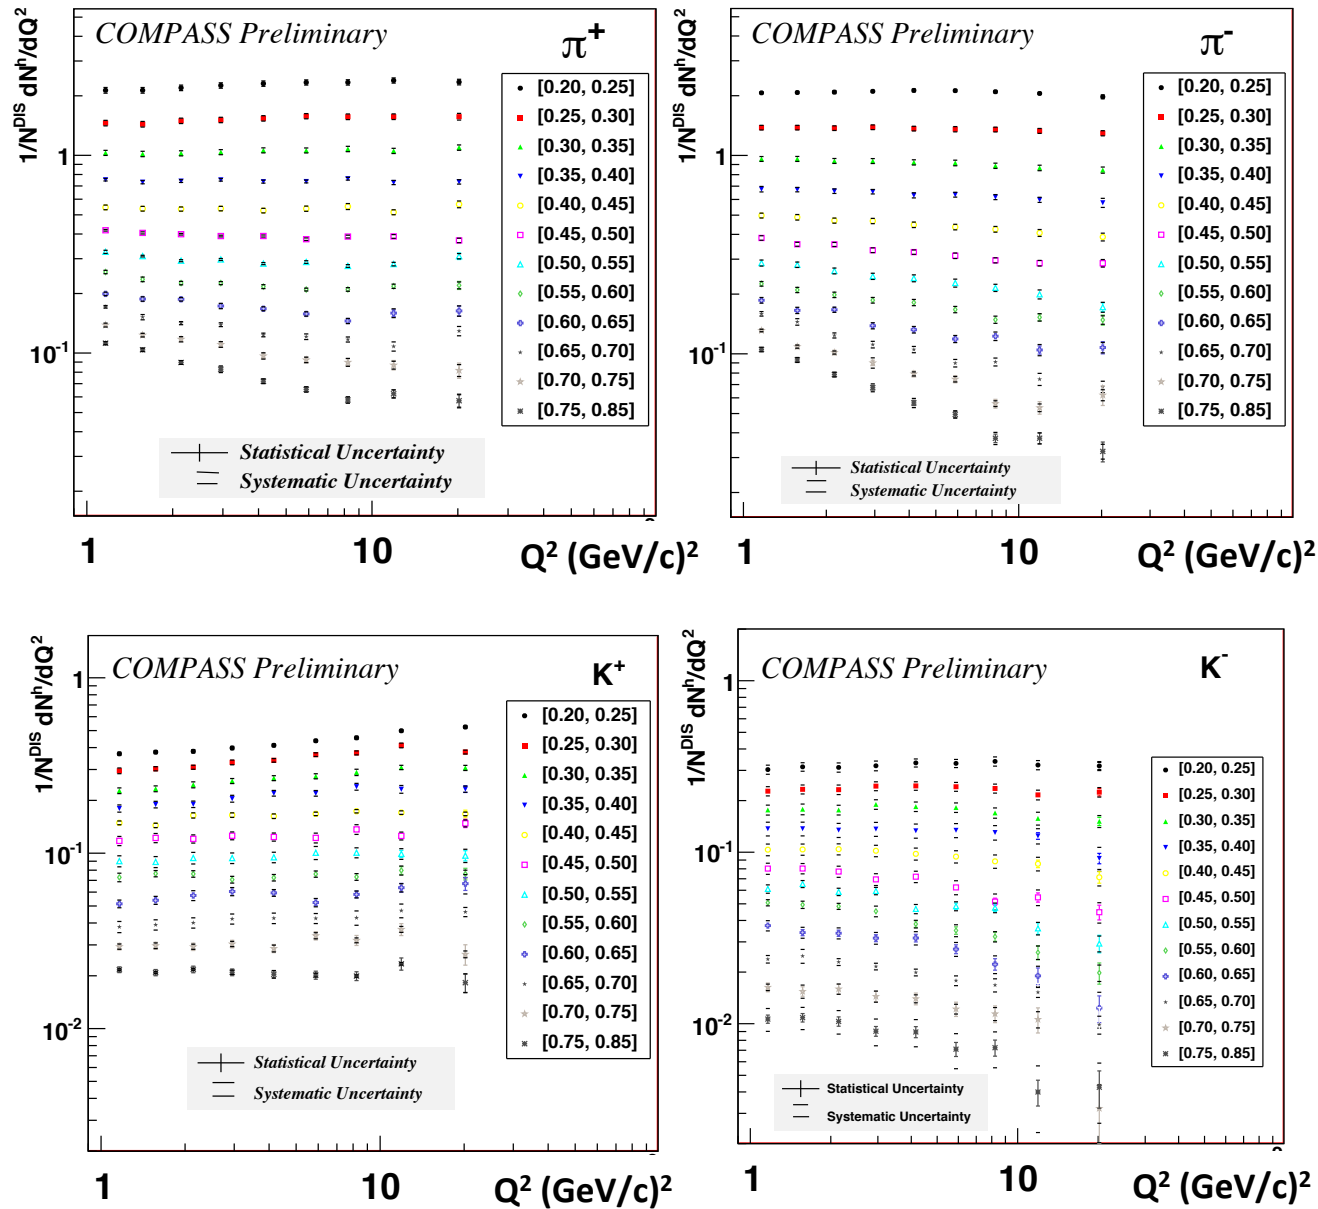 COMPASS Preliminary
π+
1/N^DIS dN^h/dQ^2
[0.20, 0.25]
[0.25, 0.30]
[0.30, 0.35]
[0.35, 0.40]
[0.40, 0.45]
[0.45, 0.50]
[0.50, 0.55]
[0.55, 0.60]
[0.60, 0.65]
[0.65, 0.70]
[0.70, 0.75]
[0.75, 0.85]
1
10^-1
Statistical Uncertainty
Systematic Uncertainty
1 10
Q^2 (GeV/c)^2
COMPASS Preliminary
π-
1/N^DIS dN^h/dQ^2
[0.20, 0.25]
[0.25, 0.30]
[0.30, 0.35]
[0.35, 0.40]
[0.40, 0.45]
[0.45, 0.50]
[0.50, 0.55]
[0.55, 0.60]
[0.60, 0.65]
[0.65, 0.70]
[0.70, 0.75]
[0.75, 0.85]
1
10^-1
Statistical Uncertainty
Systematic Uncertainty
1 10
Q^2 (GeV/c)^2
COMPASS Preliminary
K+
1/N^DIS dN^h/dQ^2
[0.20, 0.25]
[0.25, 0.30]
[0.30, 0.35]
[0.35, 0.40]
[0.40, 0.45]
[0.45, 0.50]
[0.50, 0.55]
[0.55, 0.60]
[0.60, 0.65]
[0.65, 0.70]
[0.70, 0.75]
[0.75, 0.85]
1
10^-1
10^-2
Statistical Uncertainty
Systematic Uncertainty
1 10
Q^2 (GeV/c)^2
COMPASS Preliminary
K-
1/N^DIS dN^h/dQ^2
[0.20, 0.25]
[0.25, 0.30]
[0.30, 0.35]
[0.35, 0.40]
[0.40, 0.45]
[0.45, 0.50]
[0.50, 0.55]
[0.55, 0.60]
[0.60, 0.65]
[0.65, 0.70]
[0.70, 0.75]
[0.75, 0.85]
1
10^-1
10^-2
Statistical Uncertainty
Systematic Uncertainty
1 10
Q^2 (GeV/c)^2